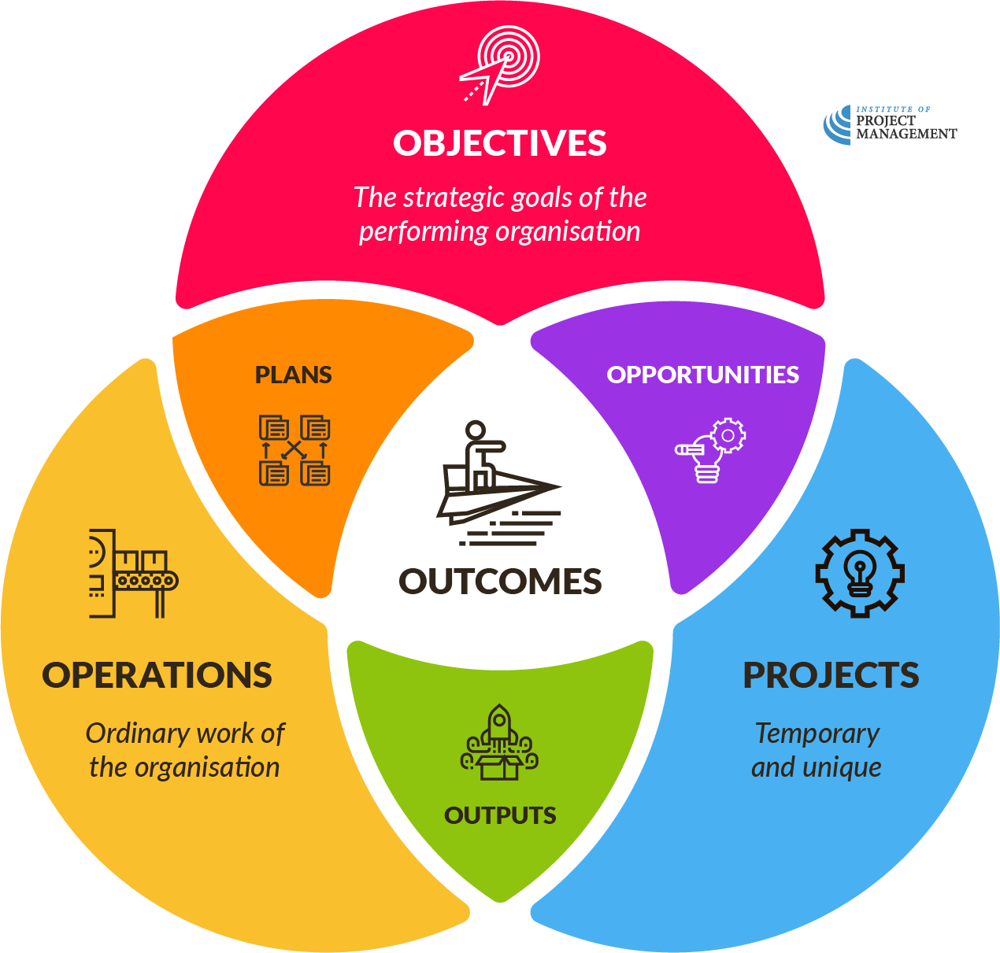 INSTITUTE OF
PROJECT
MANAGEMENT
OBJECTIVES
The strategic goals of the
performing organisation
PLANS
OPPORTUNITIES
OUTCOMES
OPERATIONS
Ordinary work of
the organisation
PROJECTS
Temporary
and unique
OUTPUTS